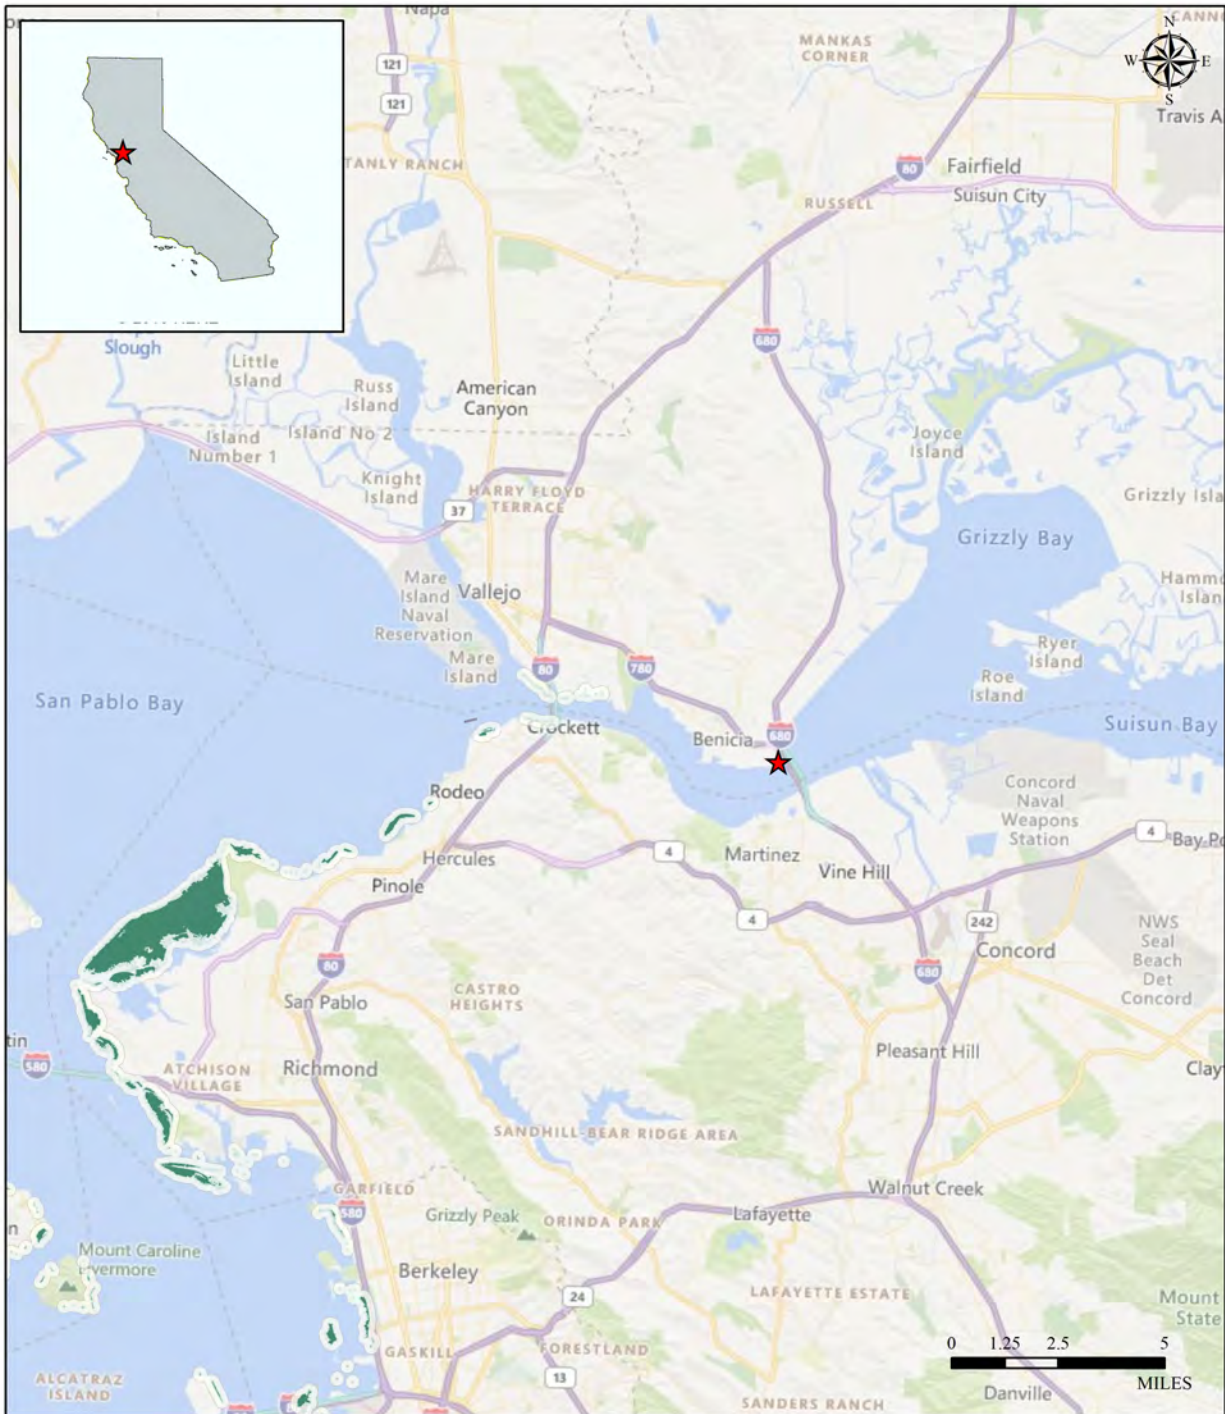 Napa
MANKAS
CORNER
N
W
E
S
121
121
Travis A
TANLY RANCH
80
Fairfield
Suisun City
RUSSELL
680
Slough
Little
Island
Russ
Island
American
Canyon
Island
Number 1
Island No 2
Joyce
Island
Knight
Island
HARRY FLOYD
TERRACE
37
Grizzly Isla
Grizzly Bay
Mare
Island
Naval
Reservation
Vallejo
Hammo
Islan
Mare
Island
80
780
Ryer
Island
Roe
Island
San Pablo Bay
Crockett
Benicia
680
Suisun Bay
Rodeo
Concord
Naval
Weapons
Station
4
Bay Po
Hercules
4
Martinez
Vine Hill
Pinole
4
242
NWS
Seal
Beach
Det
Concord
80
Concord
680
San Pablo
CASTRO
HEIGHTS
tin
580
ATCHISON
VILLAGE
Richmond
Pleasant Hill
Clay
SANDHILL-BEAR RIDGE AREA
GARFIELD
580
Walnut Creek
n
Grizzly Peak
ORINDA PARK
Lafayette
Mount Caroline
Livermore
Berkeley
24
LAFAYETTE ESTATE
Mount
State
GASKILL
FORESTLAND
0 1.25 2.5 5
MILES
ALCATRAZ
ISLAND
13
Danville
SANDERS RANCH